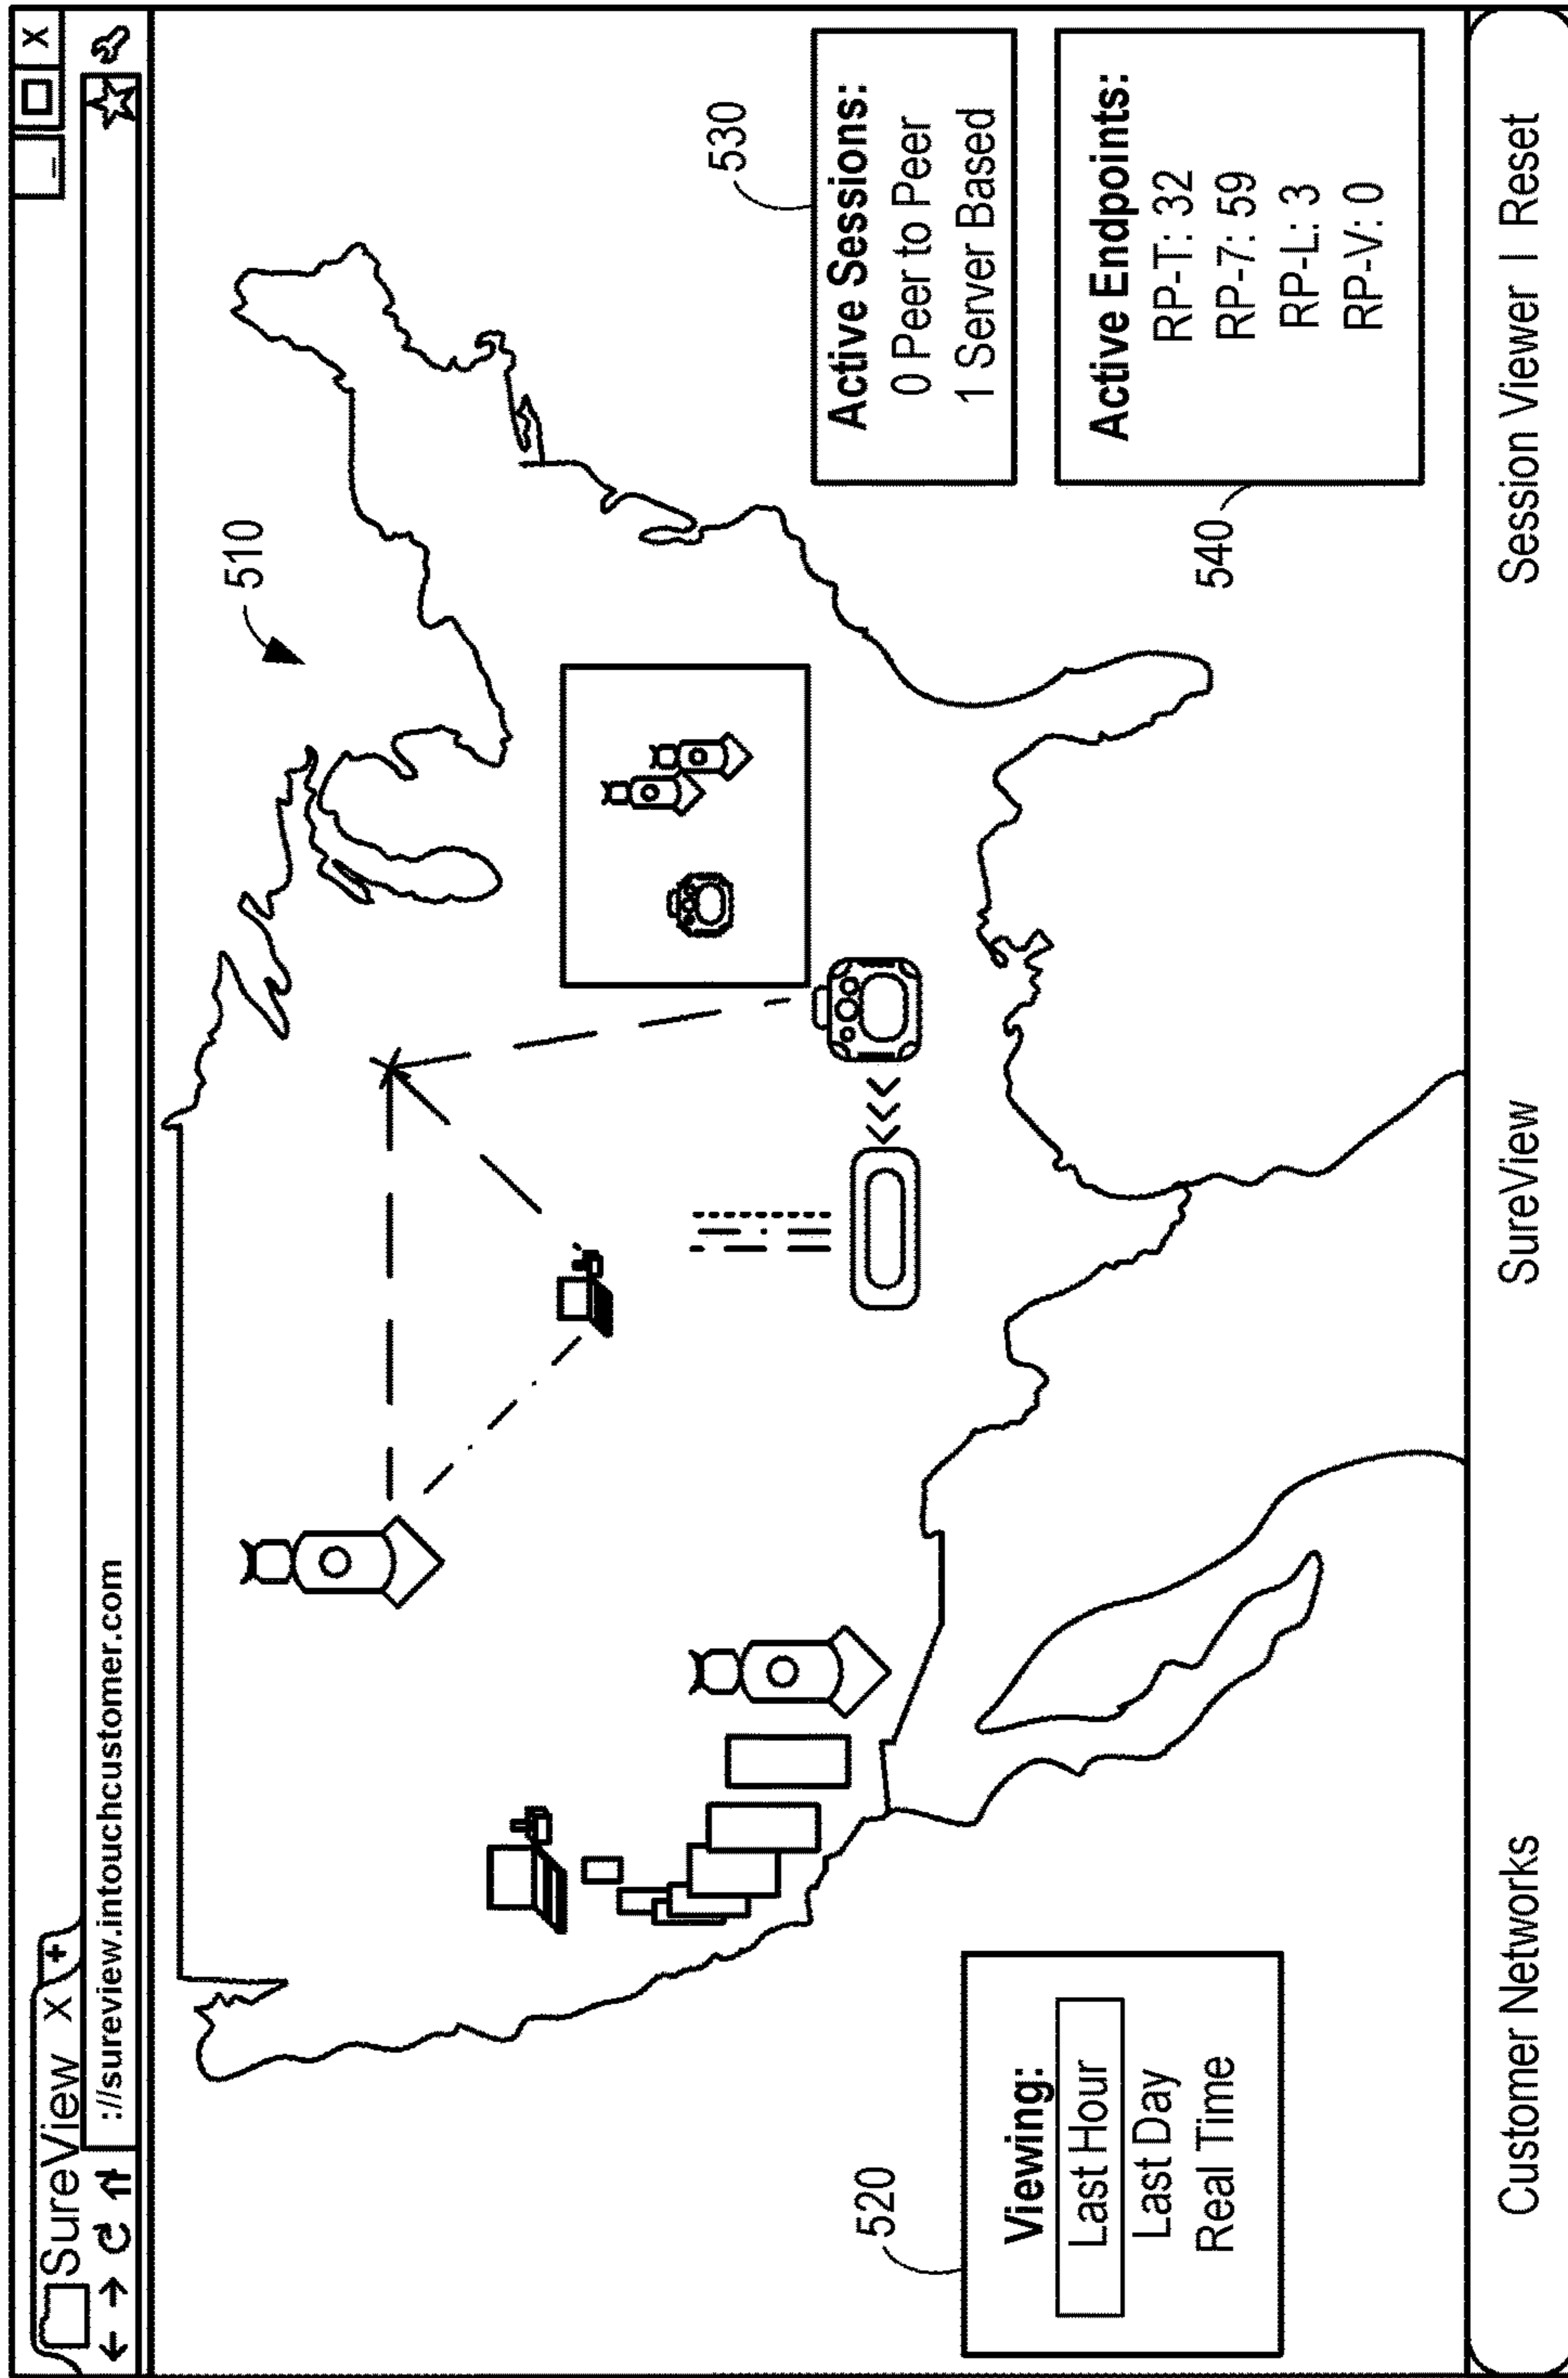 SureView X +
_ □ X
://sureview.intouchcustomer.com
510
530
Active Sessions:
0 Peer to Peer
1 Server Based
520
Viewing:
Last Hour
Last Day
Real Time
540
Active Endpoints:
RP-T: 32
RP-7: 59
RP-L: 3
RP-V: 0
Customer Networks
SureView
Session Viewer | Reset